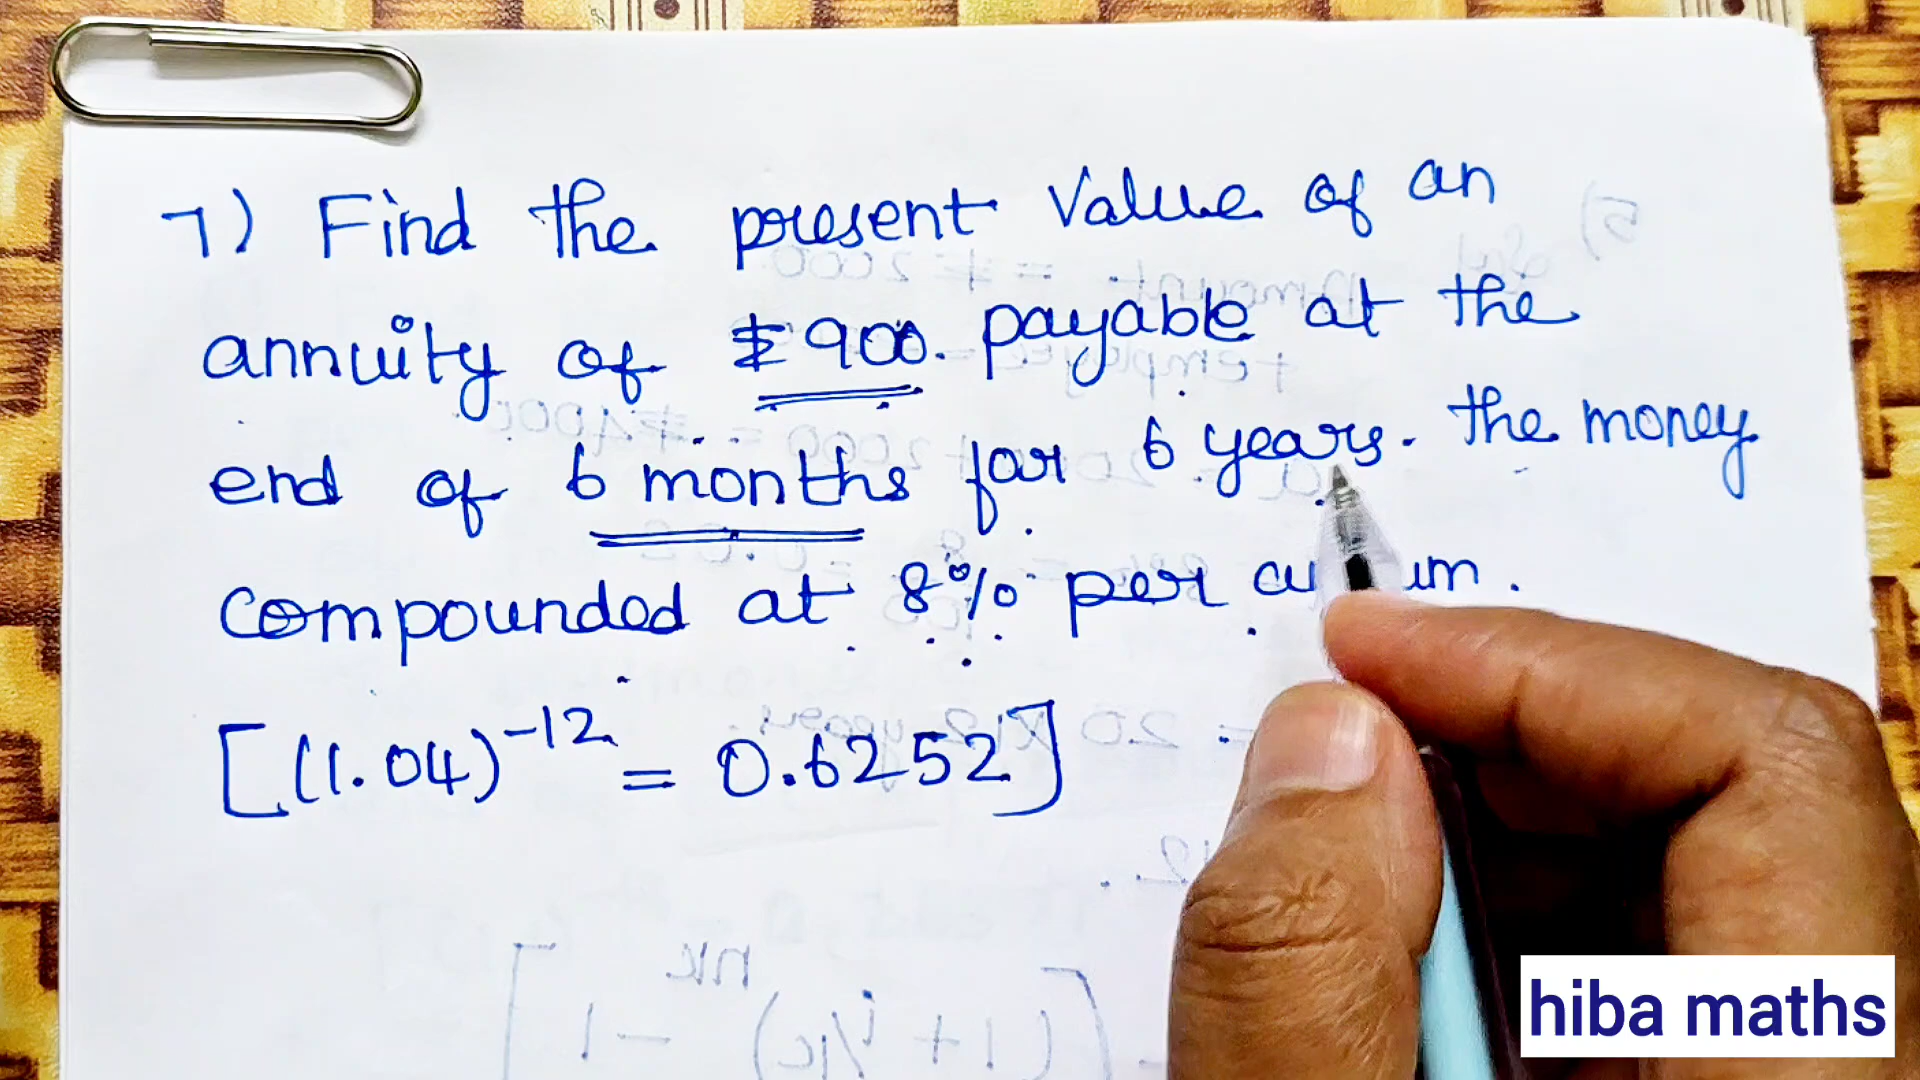 7) Find the present Value of an
annuity of ₹900. payable at the
end of 6 months for 6 years. the money
compounded at 8% per
[(1.04)⁻¹² = 0.6252]
hiba maths